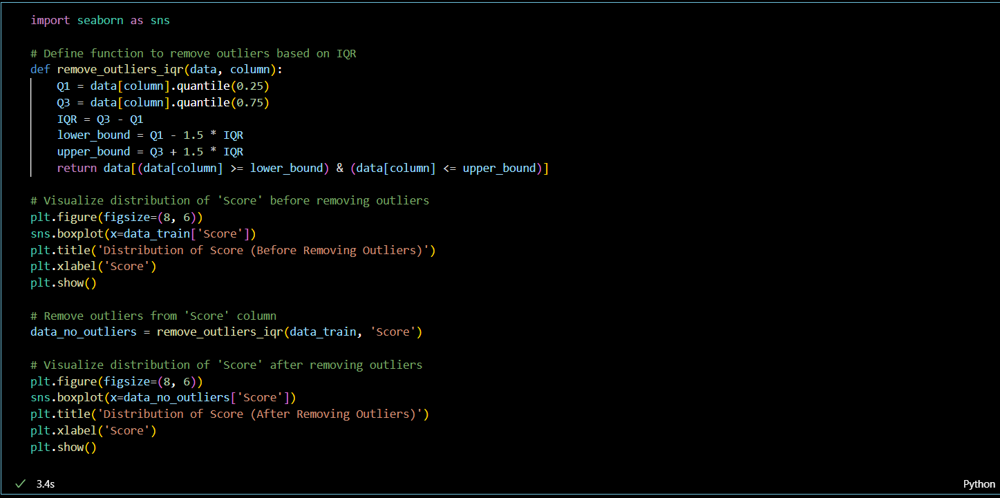 import seaborn as sns
# Define function to remove outliers based on IQR
def remove_outliers_iqr(data, column):
    Q1 = data[column].quantile(0.25)
    Q3 = data[column].quantile(0.75)
    IQR = Q3 - Q1
    lower_bound = Q1 - 1.5 * IQR
    upper_bound = Q3 + 1.5 * IQR
    return data[(data[column] >= lower_bound) & (data[column] <= upper_bound)]
# Visualize distribution of 'Score' before removing outliers
plt.figure(figsize=(8, 6))
sns.boxplot(x=data_train['Score'])
plt.title('Distribution of Score (Before Removing Outliers)')
plt.xlabel('Score')
plt.show()
# Remove outliers from 'Score' column
data_no_outliers = remove_outliers_iqr(data_train, 'Score')
# Visualize distribution of 'Score' after removing outliers
plt.figure(figsize=(8, 6))
sns.boxplot(x=data_no_outliers['Score'])
plt.title('Distribution of Score (After Removing Outliers)')
plt.xlabel('Score')
plt.show()
3.4s
Python